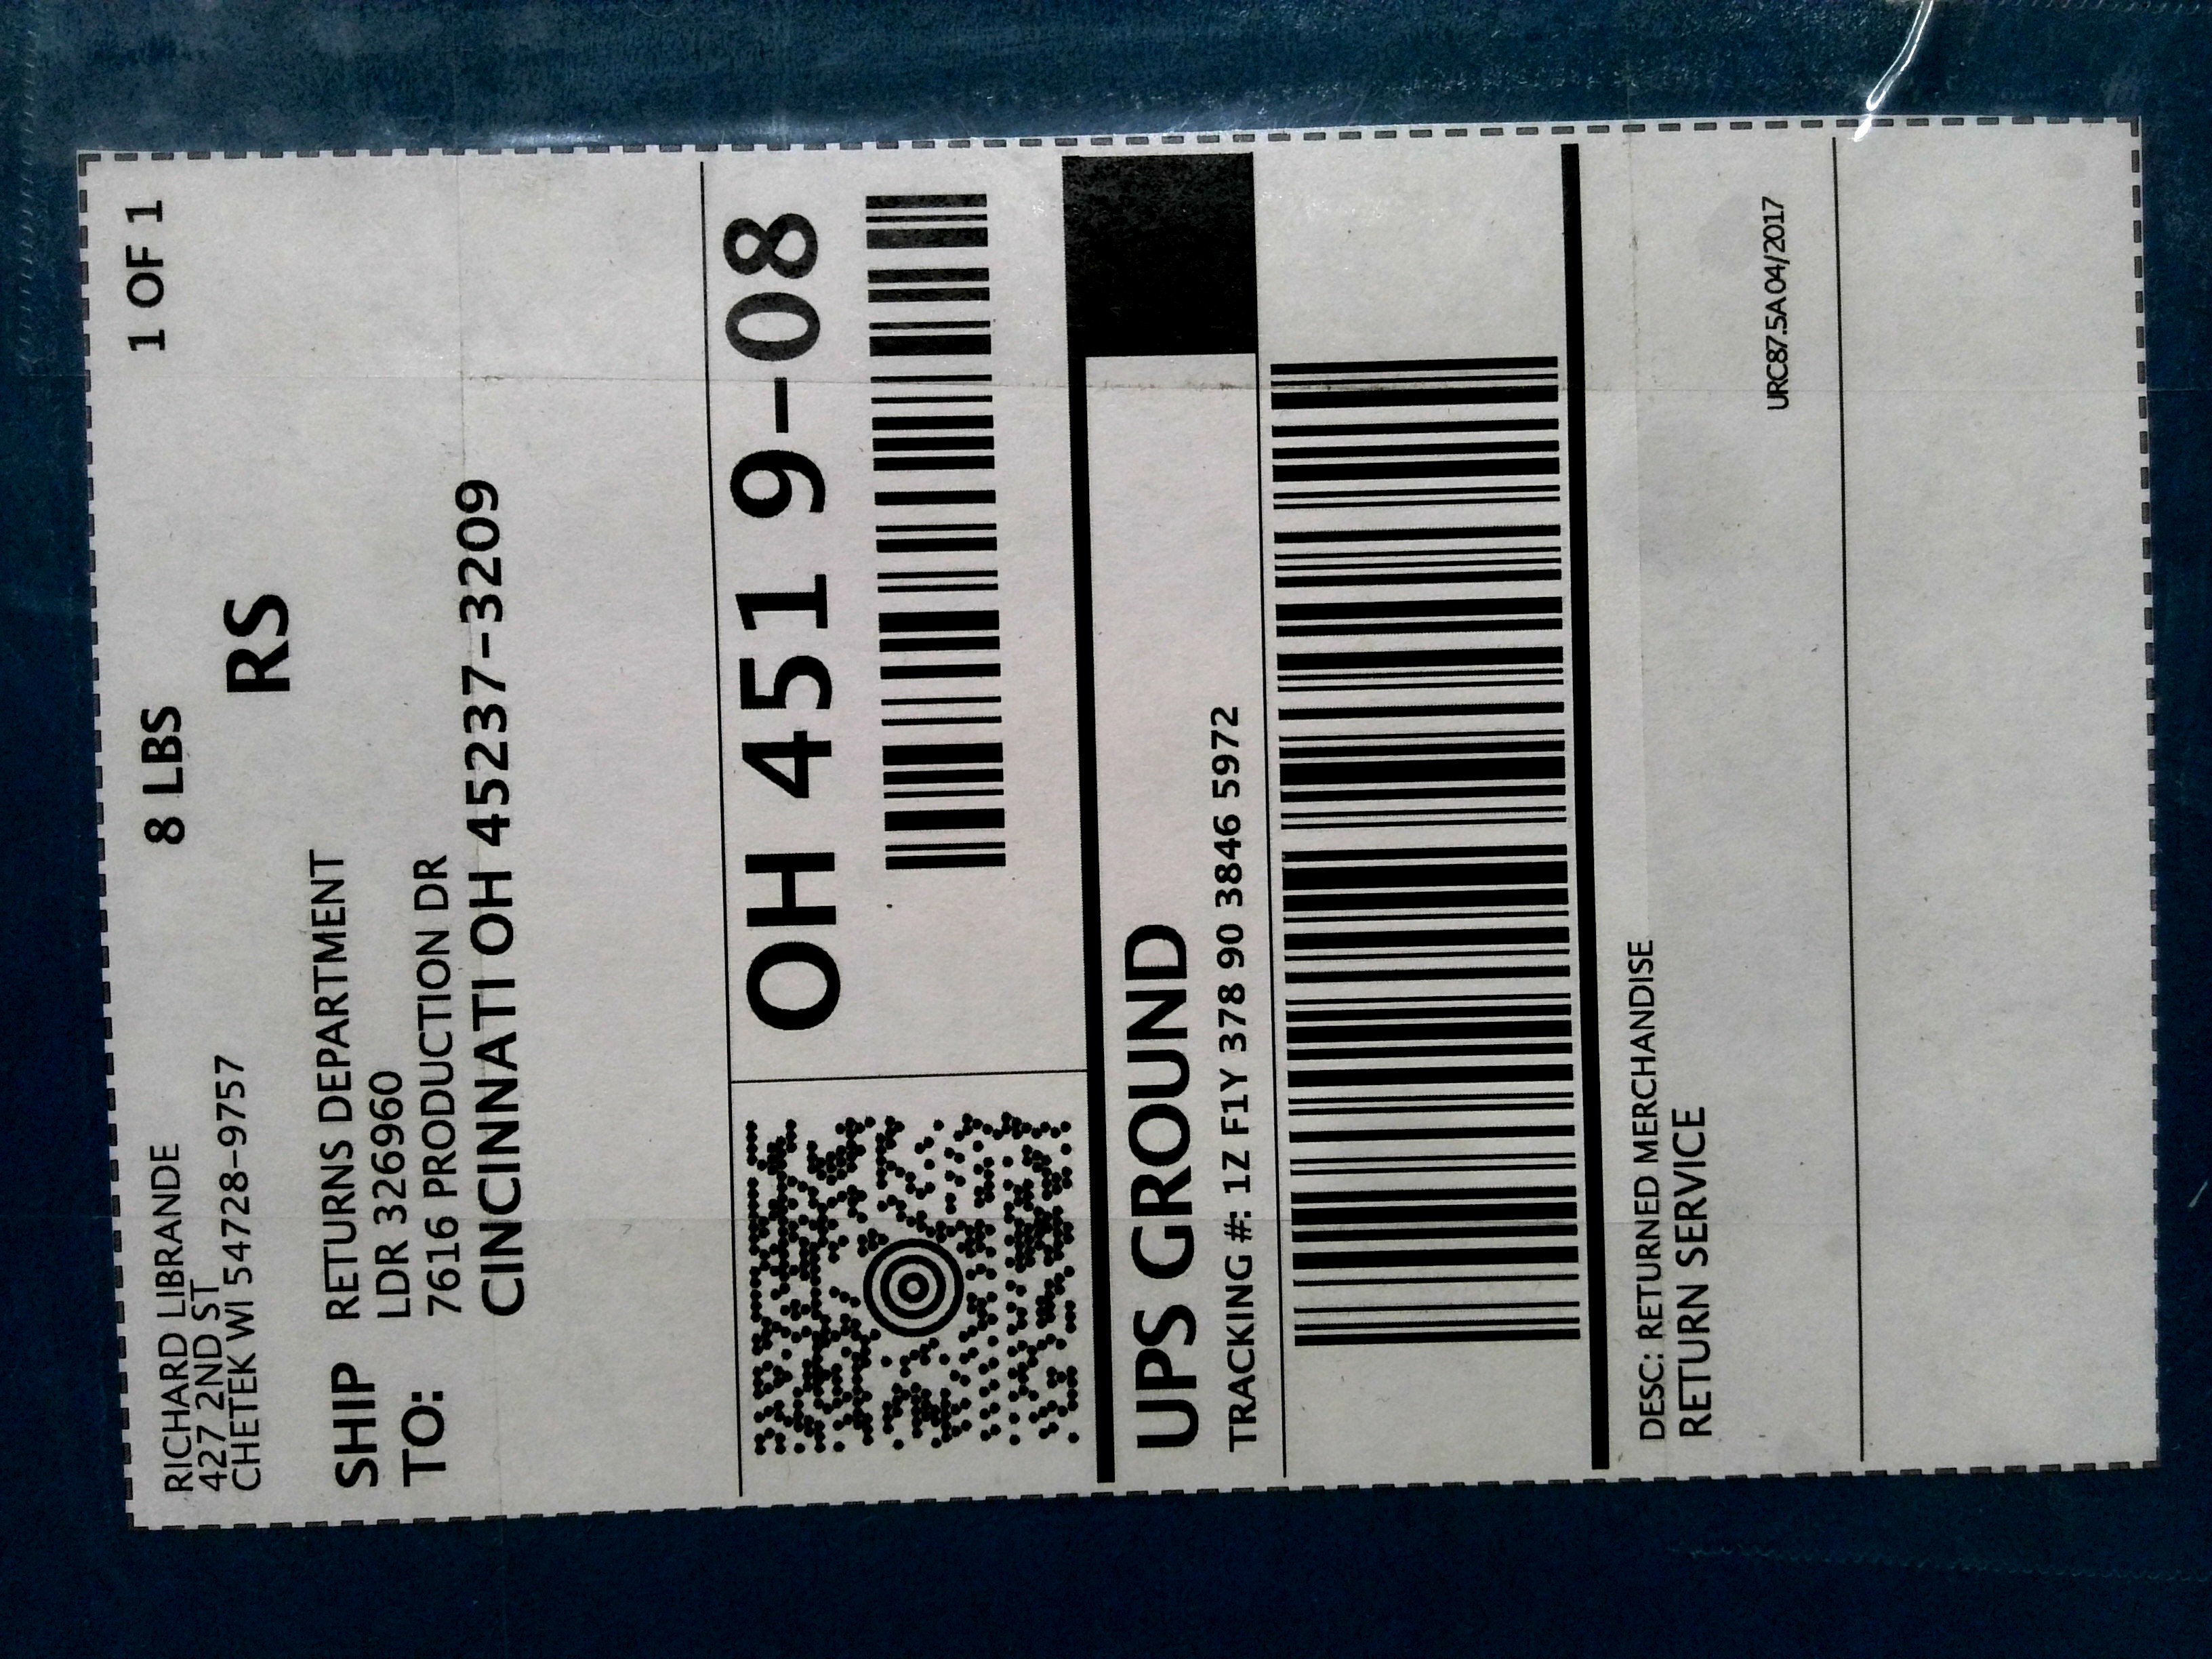 RICHARD LIBRANDE
427 2ND ST
CHETEK WI 54728-9757
8 LBS
1 OF 1
RS
SHIP TO:
RETURNS DEPARTMENT
LDR 326960
7616 PRODUCTION DR
CINCINNATI OH 45237-3209
OH 451 9-08
UPS GROUND
TRACKING #: 1Z F1Y 378 90 3846 5972
DESC: RETURNED MERCHANDISE
RETURN SERVICE
URC87.5A 04/2017